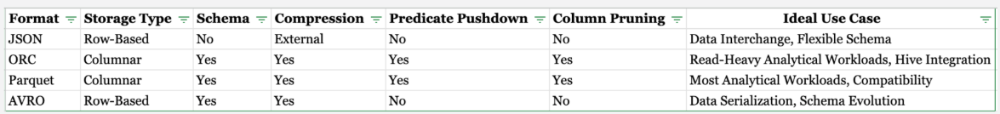 Format Storage Type Schema Compression Predicate Pushdown Column Pruning Ideal Use Case
JSON Row-Based No External No No Data Interchange, Flexible Schema
ORC Columnar Yes Yes Yes Yes Read-Heavy Analytical Workloads, Hive Integration
Parquet Columnar Yes Yes Yes Yes Most Analytical Workloads, Compatibility
AVRO Row-Based Yes Yes No No Data Serialization, Schema Evolution